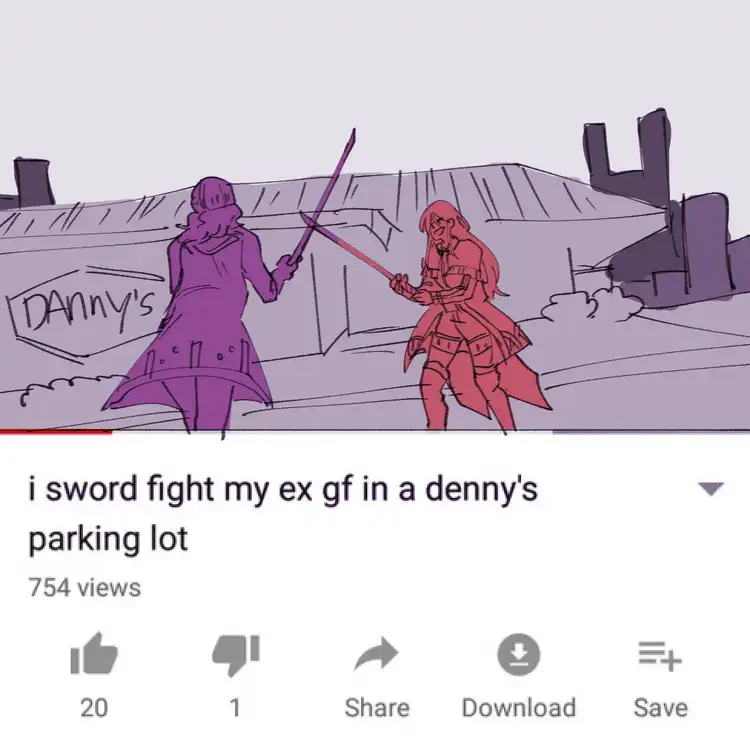 DANNY'S
i sword fight my ex gf in a denny's
parking lot
754 views
20
1
Share
Download
Save